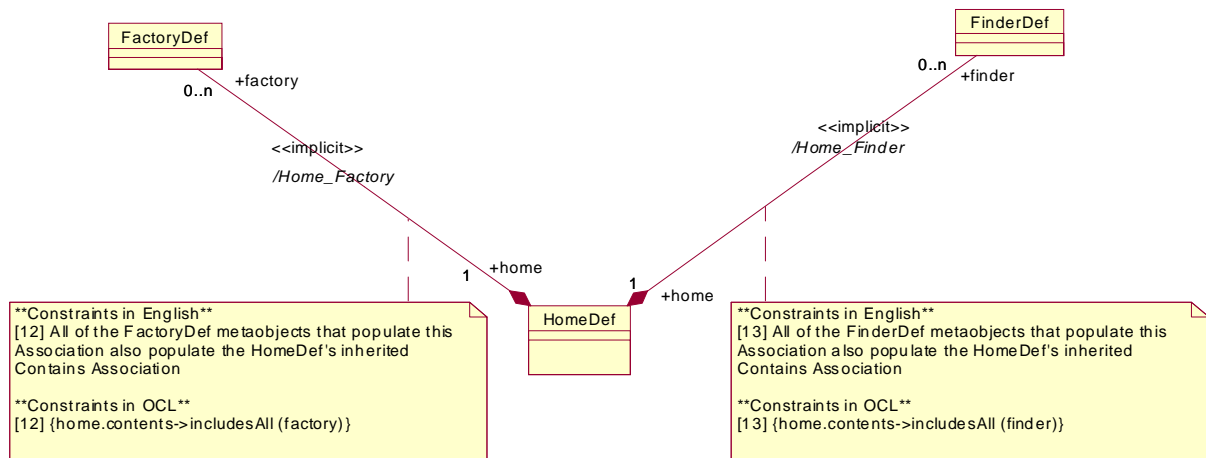 FactoryDef
FinderDef
+factory
0..n
0..n
+finder
<<implicit>>
/Home_Factory
<<implicit>>
/Home_Finder
1
+home
1
+home
HomeDef
**Constraints in English**
[12] All of the FactoryDef metaobjects that populate this
Association also populate the HomeDef's inherited
Contains Association
**Constraints in OCL**
[12] {home.contents->includesAll (factory)}
**Constraints in English**
[13] All of the FinderDef metaobjects that populate this
Association also populate the HomeDef's inherited
Contains Association
**Constraints in OCL**
[13] {home.contents->includesAll (finder)}